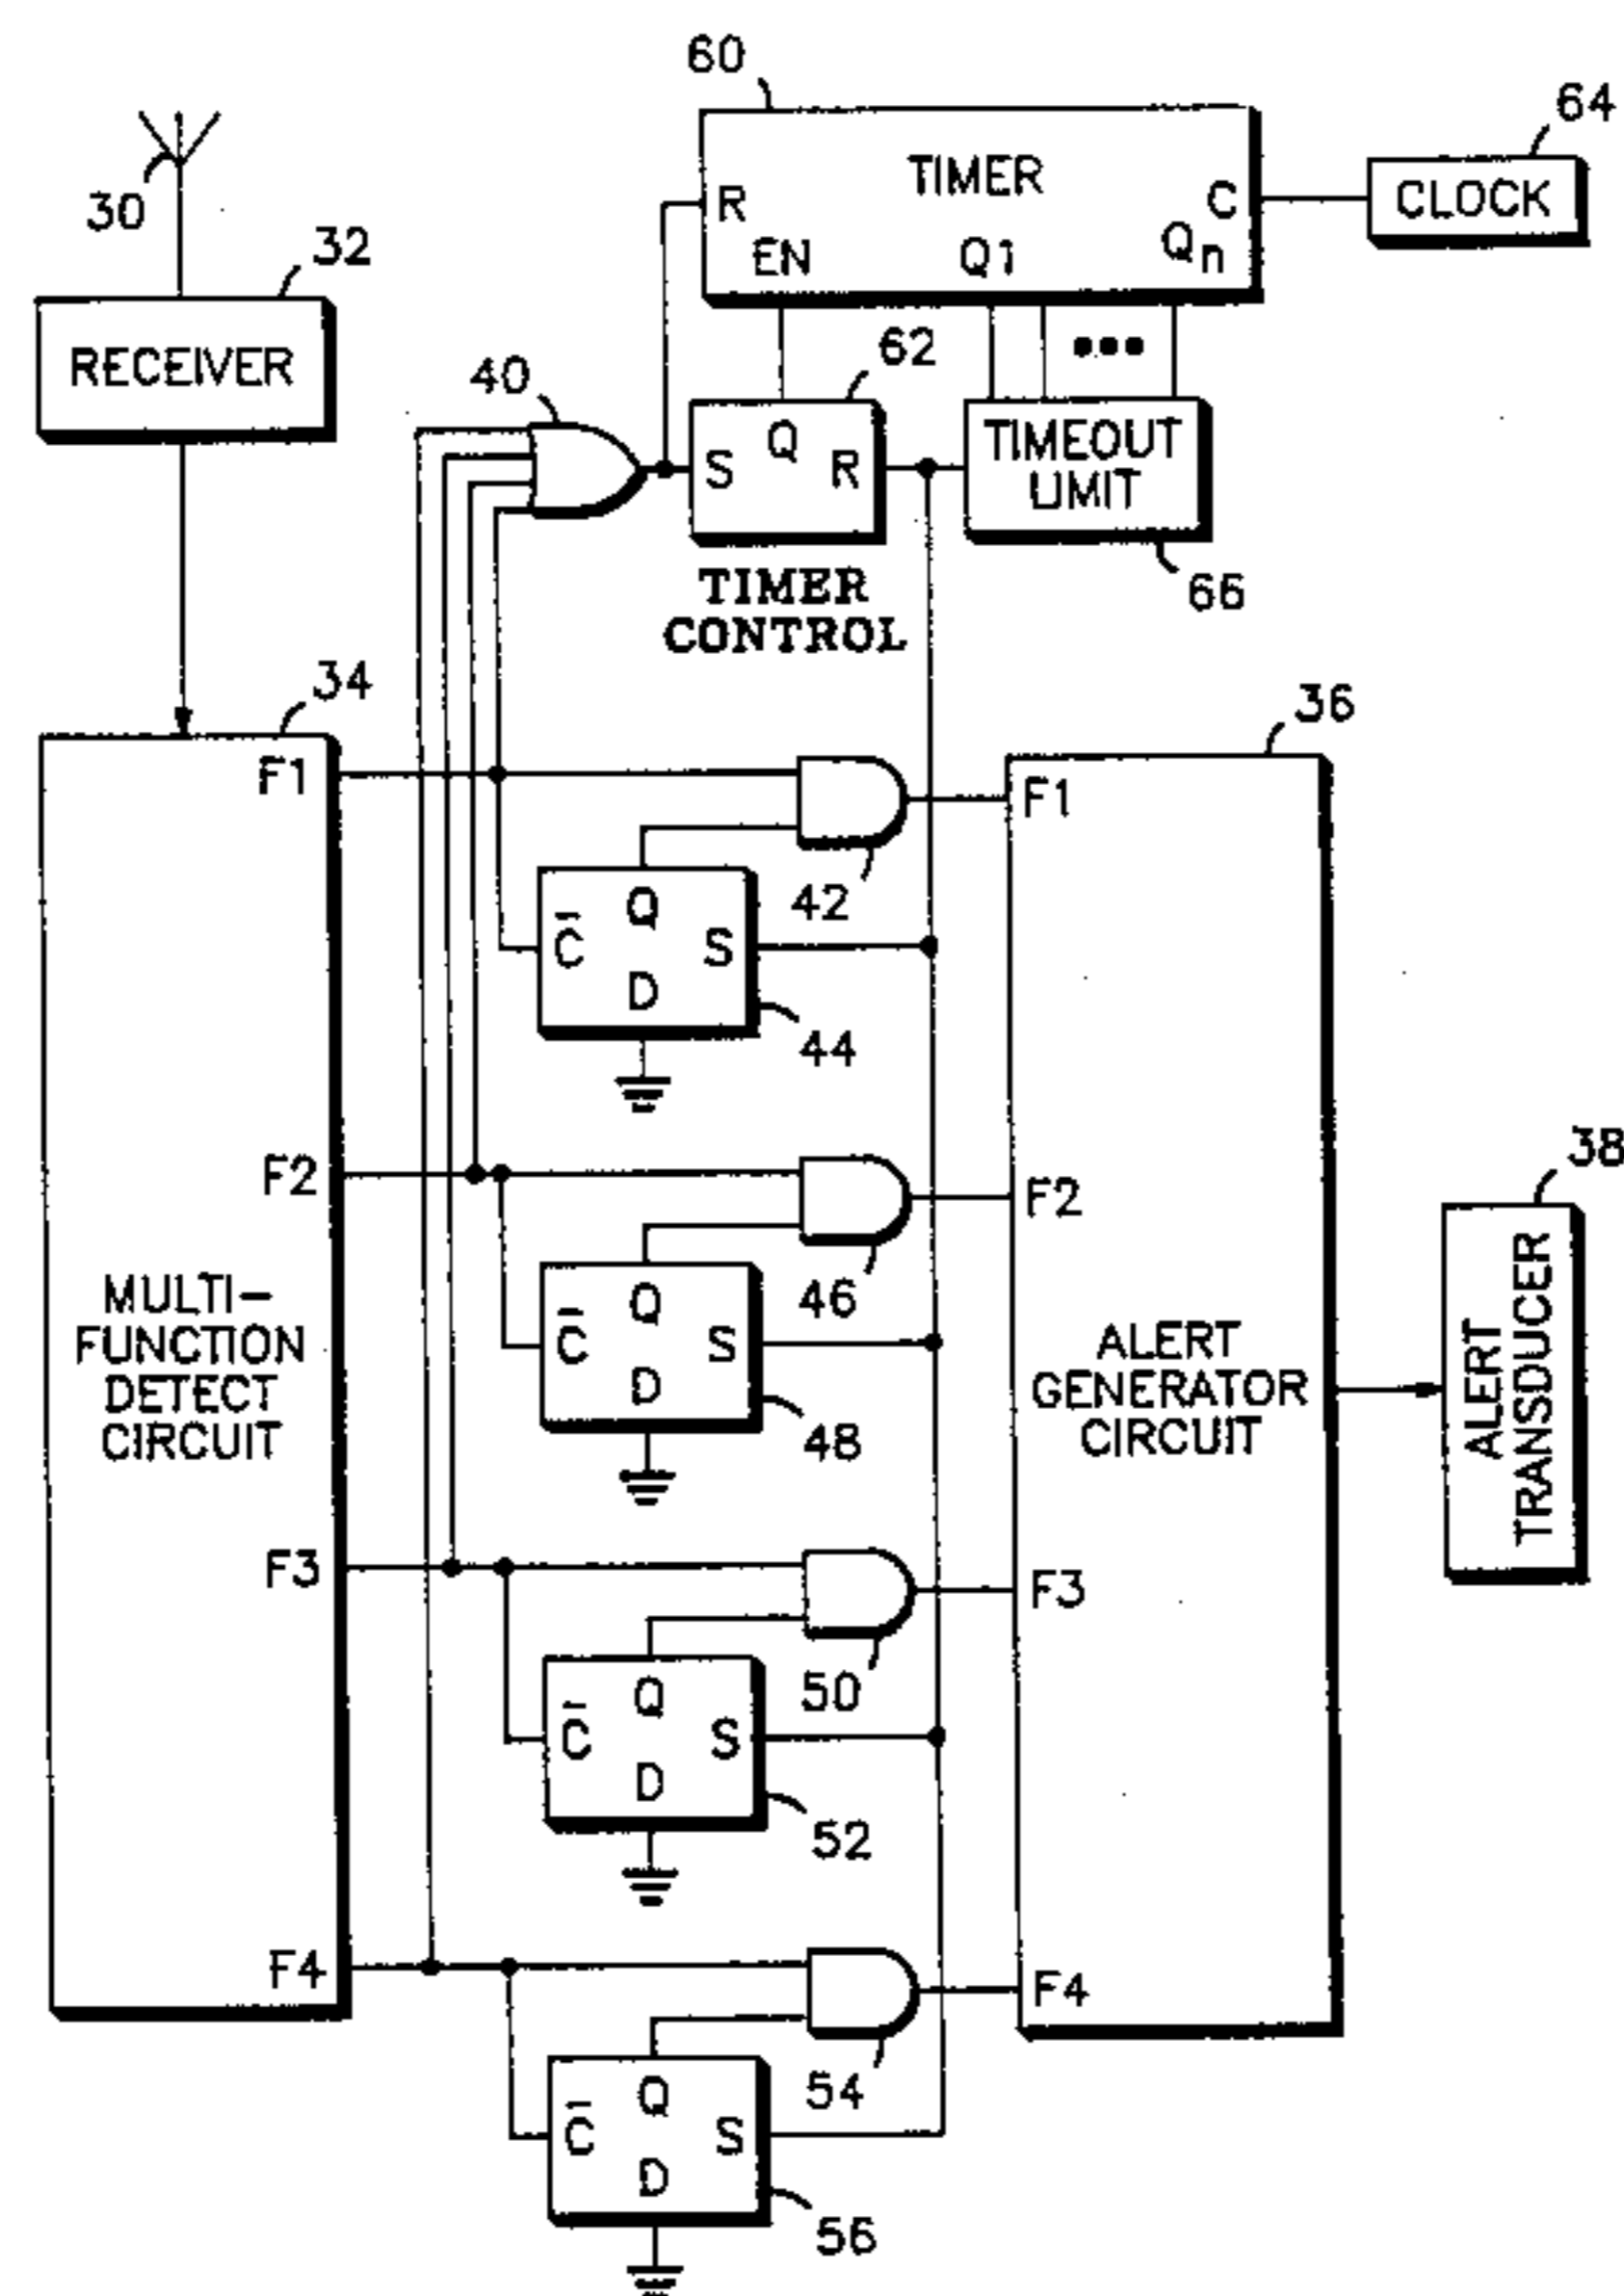 60
64
TIMER
CLOCK
R
C
EN
Q1
Qn
30
32
RECEIVER
40
62
Q
S
R
TIMEOUT
LIMIT
66
TIMER
CONTROL
34
36
F1
F1
42
Q
C̄
S
D
44
F2
F2
46
Q
C̄
S
D
48
38
MULTI-
FUNCTION
DETECT
CIRCUIT
ALERT
GENERATOR
CIRCUIT
ALERT
TRANSDUCER
F3
F3
50
Q
C̄
S
D
52
F4
F4
54
Q
C̄
S
D
56